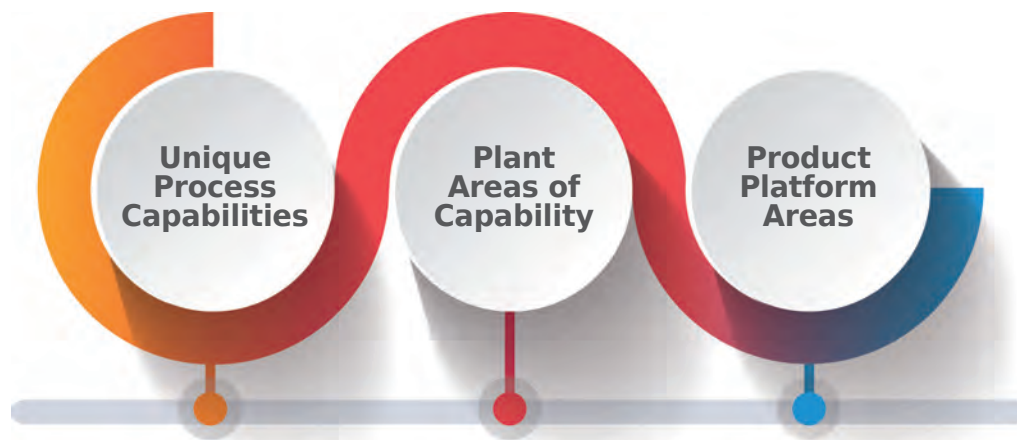 Unique
Process
Capabilities
Plant
Areas of
Capability
Product
Platform
Areas